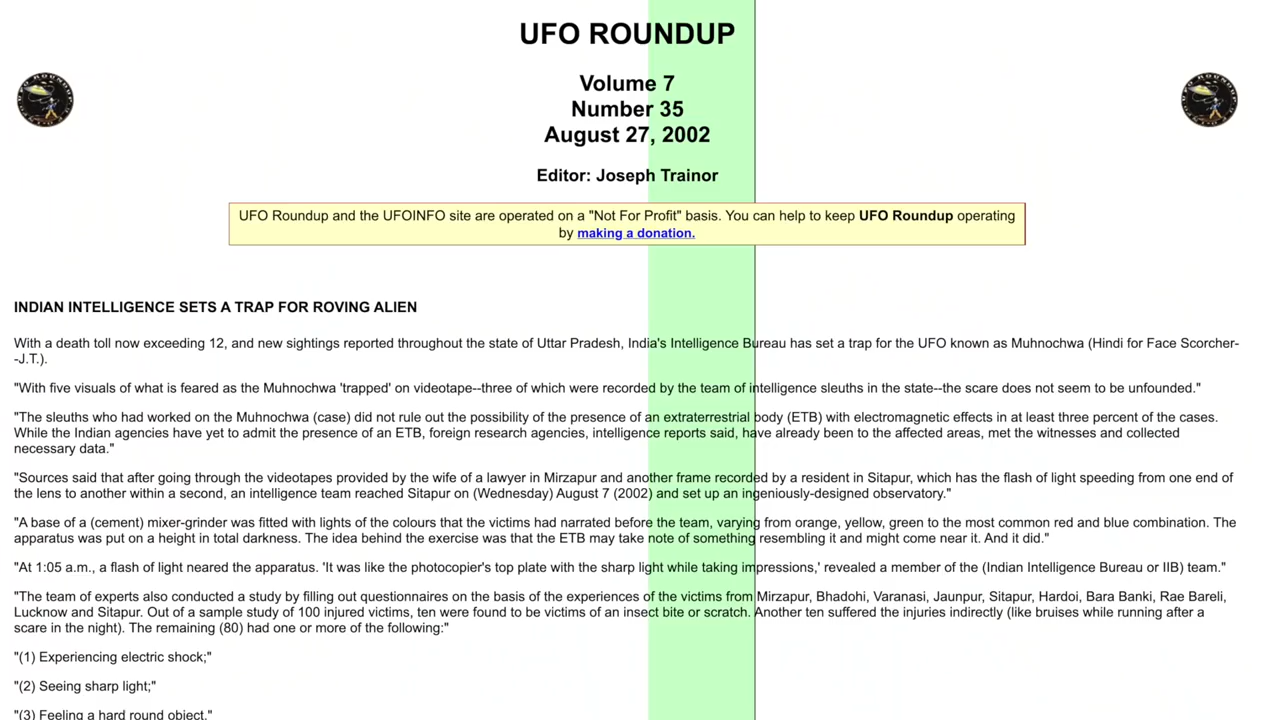 UFO ROUNDUP
Volume 7
Number 35
August 27, 2002
Editor: Joseph Trainor
UFO Roundup and the UFOINFO site are operated on a "Not For Profit" basis. You can help to keep UFO Roundup operating
by making a donation.
INDIAN INTELLIGENCE SETS A TRAP FOR ROVING ALIEN
With a death toll now exceeding 12, and new sightings reported throughout the state of Uttar Pradesh, India's Intelligence Bureau has set a trap for the UFO known as Muhnochwa (Hindi for Face Scorcher-
-J.T.).
"With five visuals of what is feared as the Muhnochwa 'trapped' on videotape--three of which were recorded by the team of intelligence sleuths in the state--the scare does not seem to be unfounded."
"The sleuths who had worked on the Muhnochwa (case) did not rule out the possibility of the presence of an extraterrestrial body (ETB) with electromagnetic effects in at least three percent of the cases.
While the Indian agencies have yet to admit the presence of an ETB, foreign research agencies, intelligence reports said, have already been to the affected areas, met the witnesses and collected
necessary data."
"Sources said that after going through the videotapes provided by the wife of a lawyer in Mirzapur and another frame recorded by a resident in Sitapur, which has the flash of light speeding from one end of
the lens to another within a second, an intelligence team reached Sitapur on (Wednesday) August 7 (2002) and set up an ingeniously-designed observatory."
"A base of a (cement) mixer-grinder was fitted with lights of the colours that the victims had narrated before the team, varying from orange, yellow, green to the most common red and blue combination. The
apparatus was put on a height in total darkness. The idea behind the exercise was that the ETB may take note of something resembling it and might come near it. And it did."
"At 1:05 a.m., a flash of light neared the apparatus. 'It was like the photocopier's top plate with the sharp light while taking impressions,' revealed a member of the (Indian Intelligence Bureau or IIB) team."
"The team of experts also conducted a study by filling out questionnaires on the basis of the experiences of the victims from Mirzapur, Bhadohi, Varanasi, Jaunpur, Sitapur, Hardoi, Bara Banki, Rae Bareli,
Lucknow and Sitapur. Out of a sample study of 100 injured victims, ten were found to be victims of an insect bite or scratch. Another ten suffered the injuries indirectly (like bruises while running after a
scare in the night). The remaining (80) had one or more of the following:"
"(1) Experiencing electric shock;"
"(2) Seeing sharp light;"
"(3) Feeling a hard round object."